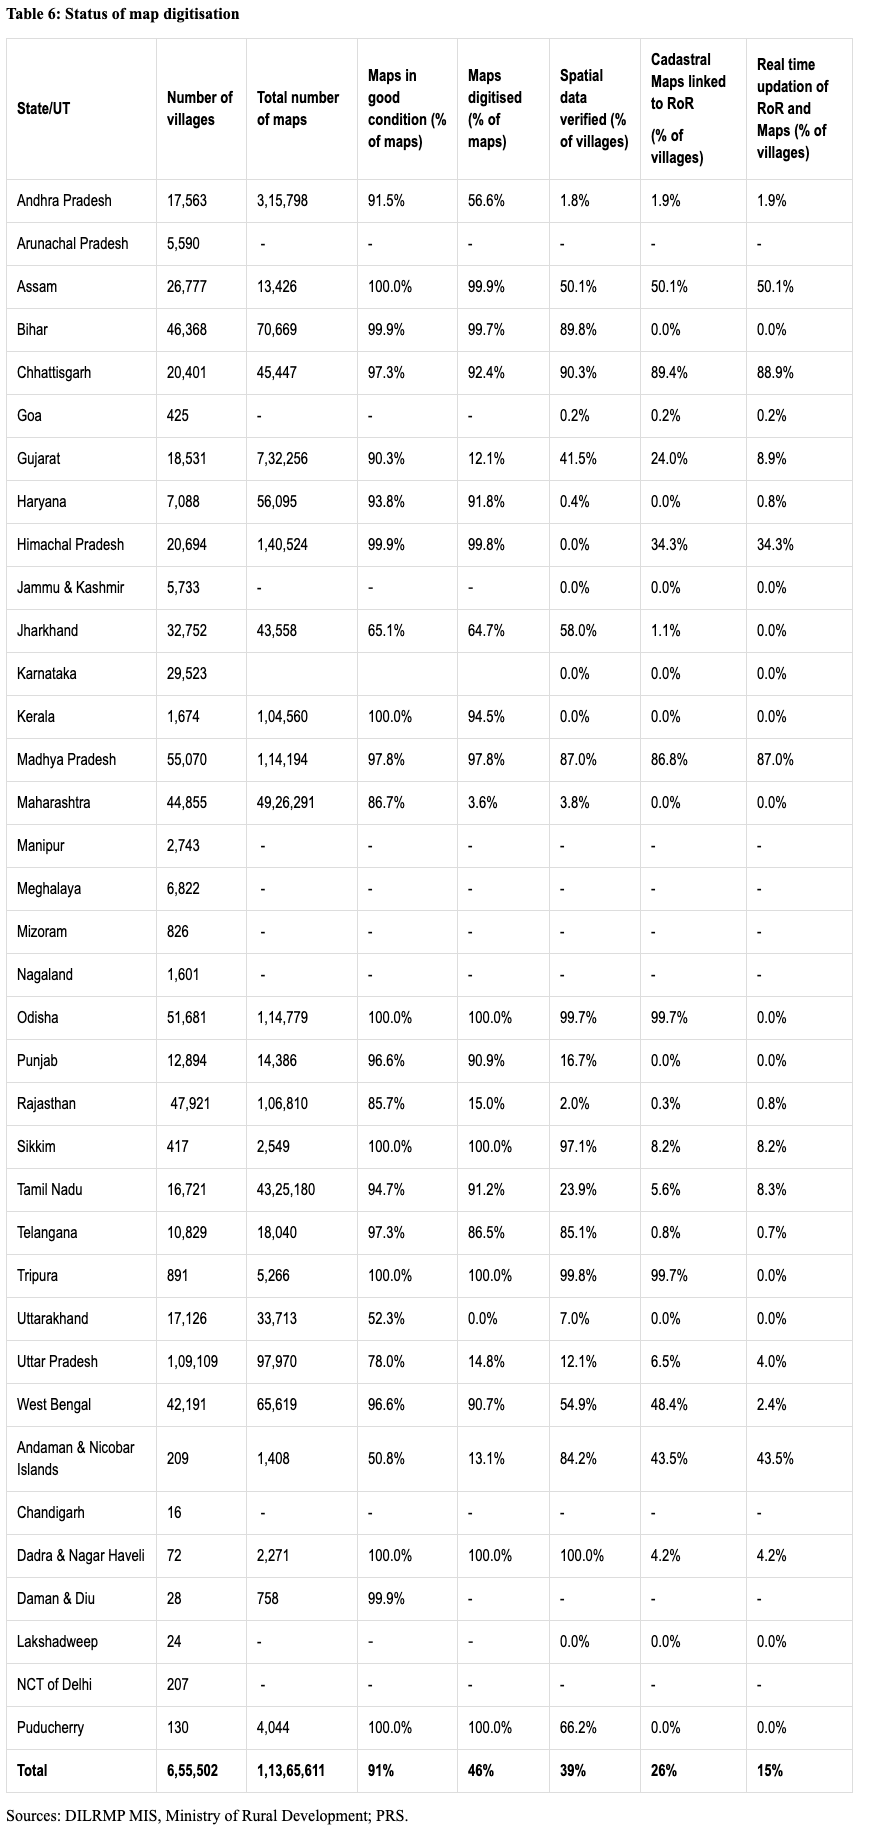 Table 6: Status of map digitisation
State/UT | Number of villages | Total number of maps | Maps in good condition (% of maps) | Maps digitised (% of maps) | Spatial data verified (% of villages) | Cadastral Maps linked to RoR (% of villages) | Real time updation of RoR and Maps (% of villages)
Andhra Pradesh | 17,563 | 3,15,798 | 91.5% | 56.6% | 1.8% | 1.9% | 1.9%
Arunachal Pradesh | 5,590 | - | - | - | - | - | -
Assam | 26,777 | 13,426 | 100.0% | 99.9% | 50.1% | 50.1% | 50.1%
Bihar | 46,368 | 70,669 | 99.9% | 99.7% | 89.8% | 0.0% | 0.0%
Chhattisgarh | 20,401 | 45,447 | 97.3% | 92.4% | 90.3% | 89.4% | 88.9%
Goa | 425 | - | - | - | 0.2% | 0.2% | 0.2%
Gujarat | 18,531 | 7,32,256 | 90.3% | 12.1% | 41.5% | 24.0% | 8.9%
Haryana | 7,088 | 56,095 | 93.8% | 91.8% | 0.4% | 0.0% | 0.8%
Himachal Pradesh | 20,694 | 1,40,524 | 99.9% | 99.8% | 0.0% | 34.3% | 34.3%
Jammu & Kashmir | 5,733 | - | - | - | 0.0% | 0.0% | 0.0%
Jharkhand | 32,752 | 43,558 | 65.1% | 64.7% | 58.0% | 1.1% | 0.0%
Karnataka | 29,523 | | | | 0.0% | 0.0% | 0.0%
Kerala | 1,674 | 1,04,560 | 100.0% | 94.5% | 0.0% | 0.0% | 0.0%
Madhya Pradesh | 55,070 | 1,14,194 | 97.8% | 97.8% | 87.0% | 86.8% | 87.0%
Maharashtra | 44,855 | 49,26,291 | 86.7% | 3.6% | 3.8% | 0.0% | 0.0%
Manipur | 2,743 | - | - | - | - | - | -
Meghalaya | 6,822 | - | - | - | - | - | -
Mizoram | 826 | - | - | - | - | - | -
Nagaland | 1,601 | - | - | - | - | - | -
Odisha | 51,681 | 1,14,779 | 100.0% | 100.0% | 99.7% | 99.7% | 0.0%
Punjab | 12,894 | 14,386 | 96.6% | 90.9% | 16.7% | 0.0% | 0.0%
Rajasthan | 47,921 | 1,06,810 | 85.7% | 15.0% | 2.0% | 0.3% | 0.8%
Sikkim | 417 | 2,549 | 100.0% | 100.0% | 97.1% | 8.2% | 8.2%
Tamil Nadu | 16,721 | 43,25,180 | 94.7% | 91.2% | 23.9% | 5.6% | 8.3%
Telangana | 10,829 | 18,040 | 97.3% | 86.5% | 85.1% | 0.8% | 0.7%
Tripura | 891 | 5,266 | 100.0% | 100.0% | 99.8% | 99.7% | 0.0%
Uttarakhand | 17,126 | 33,713 | 52.3% | 0.0% | 7.0% | 0.0% | 0.0%
Uttar Pradesh | 1,09,109 | 97,970 | 78.0% | 14.8% | 12.1% | 6.5% | 4.0%
West Bengal | 42,191 | 65,619 | 96.6% | 90.7% | 54.9% | 48.4% | 2.4%
Andaman & Nicobar Islands | 209 | 1,408 | 50.8% | 13.1% | 84.2% | 43.5% | 43.5%
Chandigarh | 16 | - | - | - | - | - | -
Dadra & Nagar Haveli | 72 | 2,271 | 100.0% | 100.0% | 100.0% | 4.2% | 4.2%
Daman & Diu | 28 | 758 | 99.9% | - | - | - | -
Lakshadweep | 24 | - | - | - | 0.0% | 0.0% | 0.0%
NCT of Delhi | 207 | - | - | - | - | - | -
Puducherry | 130 | 4,044 | 100.0% | 100.0% | 66.2% | 0.0% | 0.0%
Total | 6,55,502 | 1,13,65,611 | 91% | 46% | 39% | 26% | 15%
Sources: DILRMP MIS, Ministry of Rural Development; PRS.